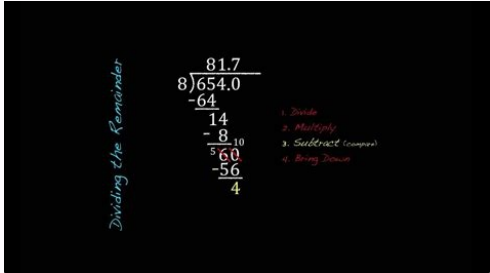 Dividing the Remainder
81.7
8)654.0
-64
14
- 8
5 10
60
-56
4
1. Divide
2. Multiply
3. Subtract (compare)
4. Bring Down